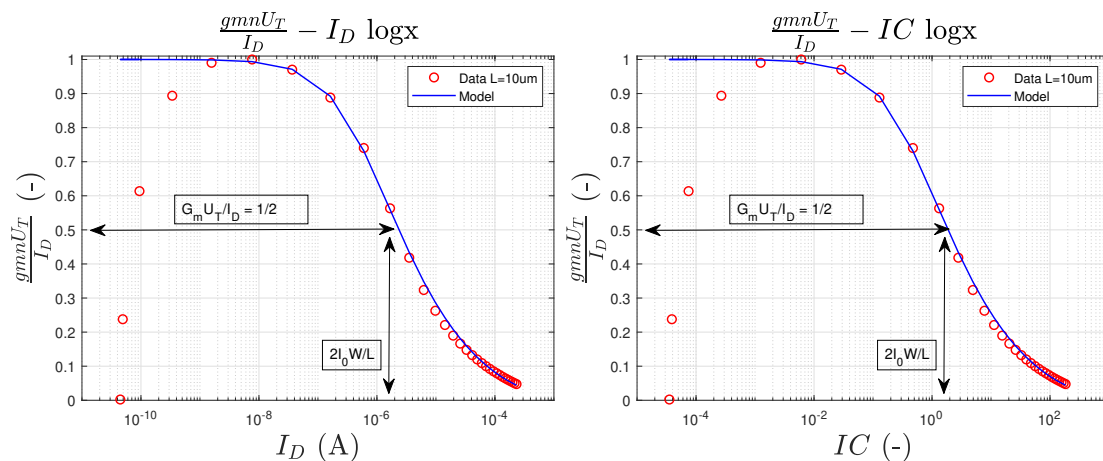 gmnU_T/I_D − I_D logx
1
0.9
0.8
0.7
0.6
0.5
0.4
0.3
0.2
0.1
0
gmnU_T/I_D (-)
Data L=10um
Model
G_mU_T/I_D = 1/2
2I_0W/L
10^-10
10^-8
10^-6
10^-4
I_D (A)
gmnU_T/I_D − IC logx
1
0.9
0.8
0.7
0.6
0.5
0.4
0.3
0.2
0.1
0
gmnU_T/I_D (-)
Data L=10um
Model
G_mU_T/I_D = 1/2
2I_0W/L
10^-4
10^-2
10^0
10^2
IC (-)